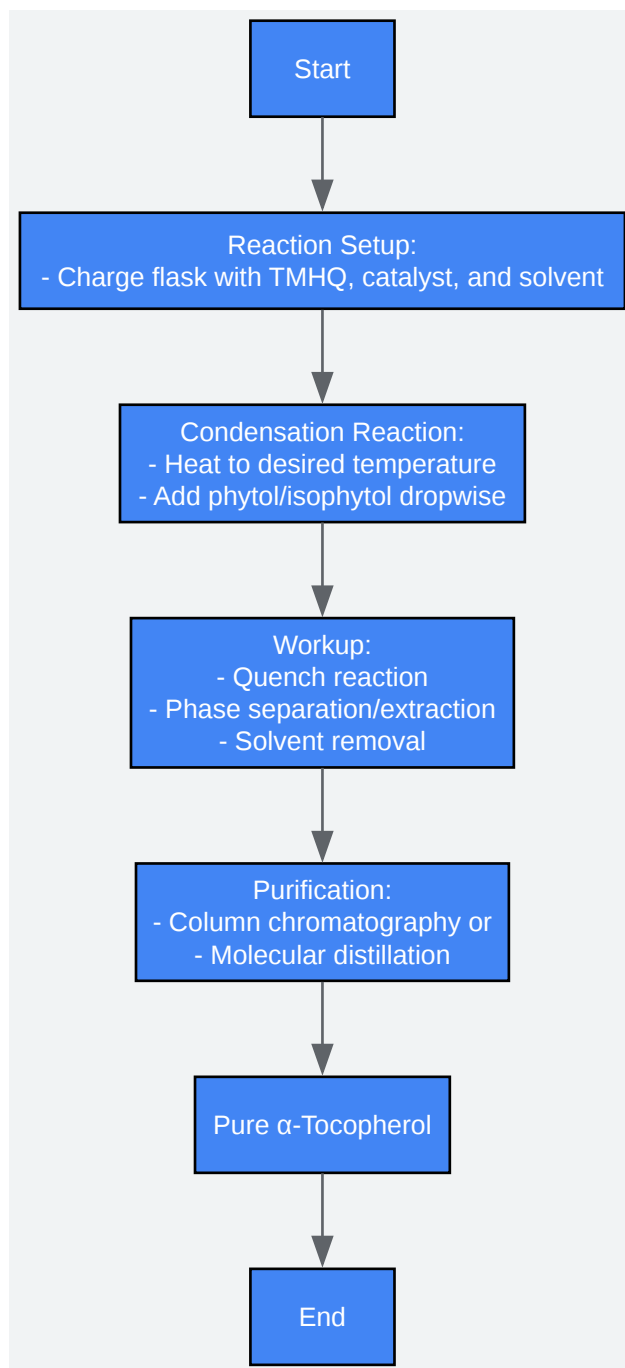 Start
Reaction Setup:
- Charge flask with TMHQ, catalyst, and solvent
Condensation Reaction:
- Heat to desired temperature
- Add phytol/isophytol dropwise
Workup:
- Quench reaction
- Phase separation/extraction
- Solvent removal
Purification:
- Column chromatography or
- Molecular distillation
Pure α-Tocopherol
End